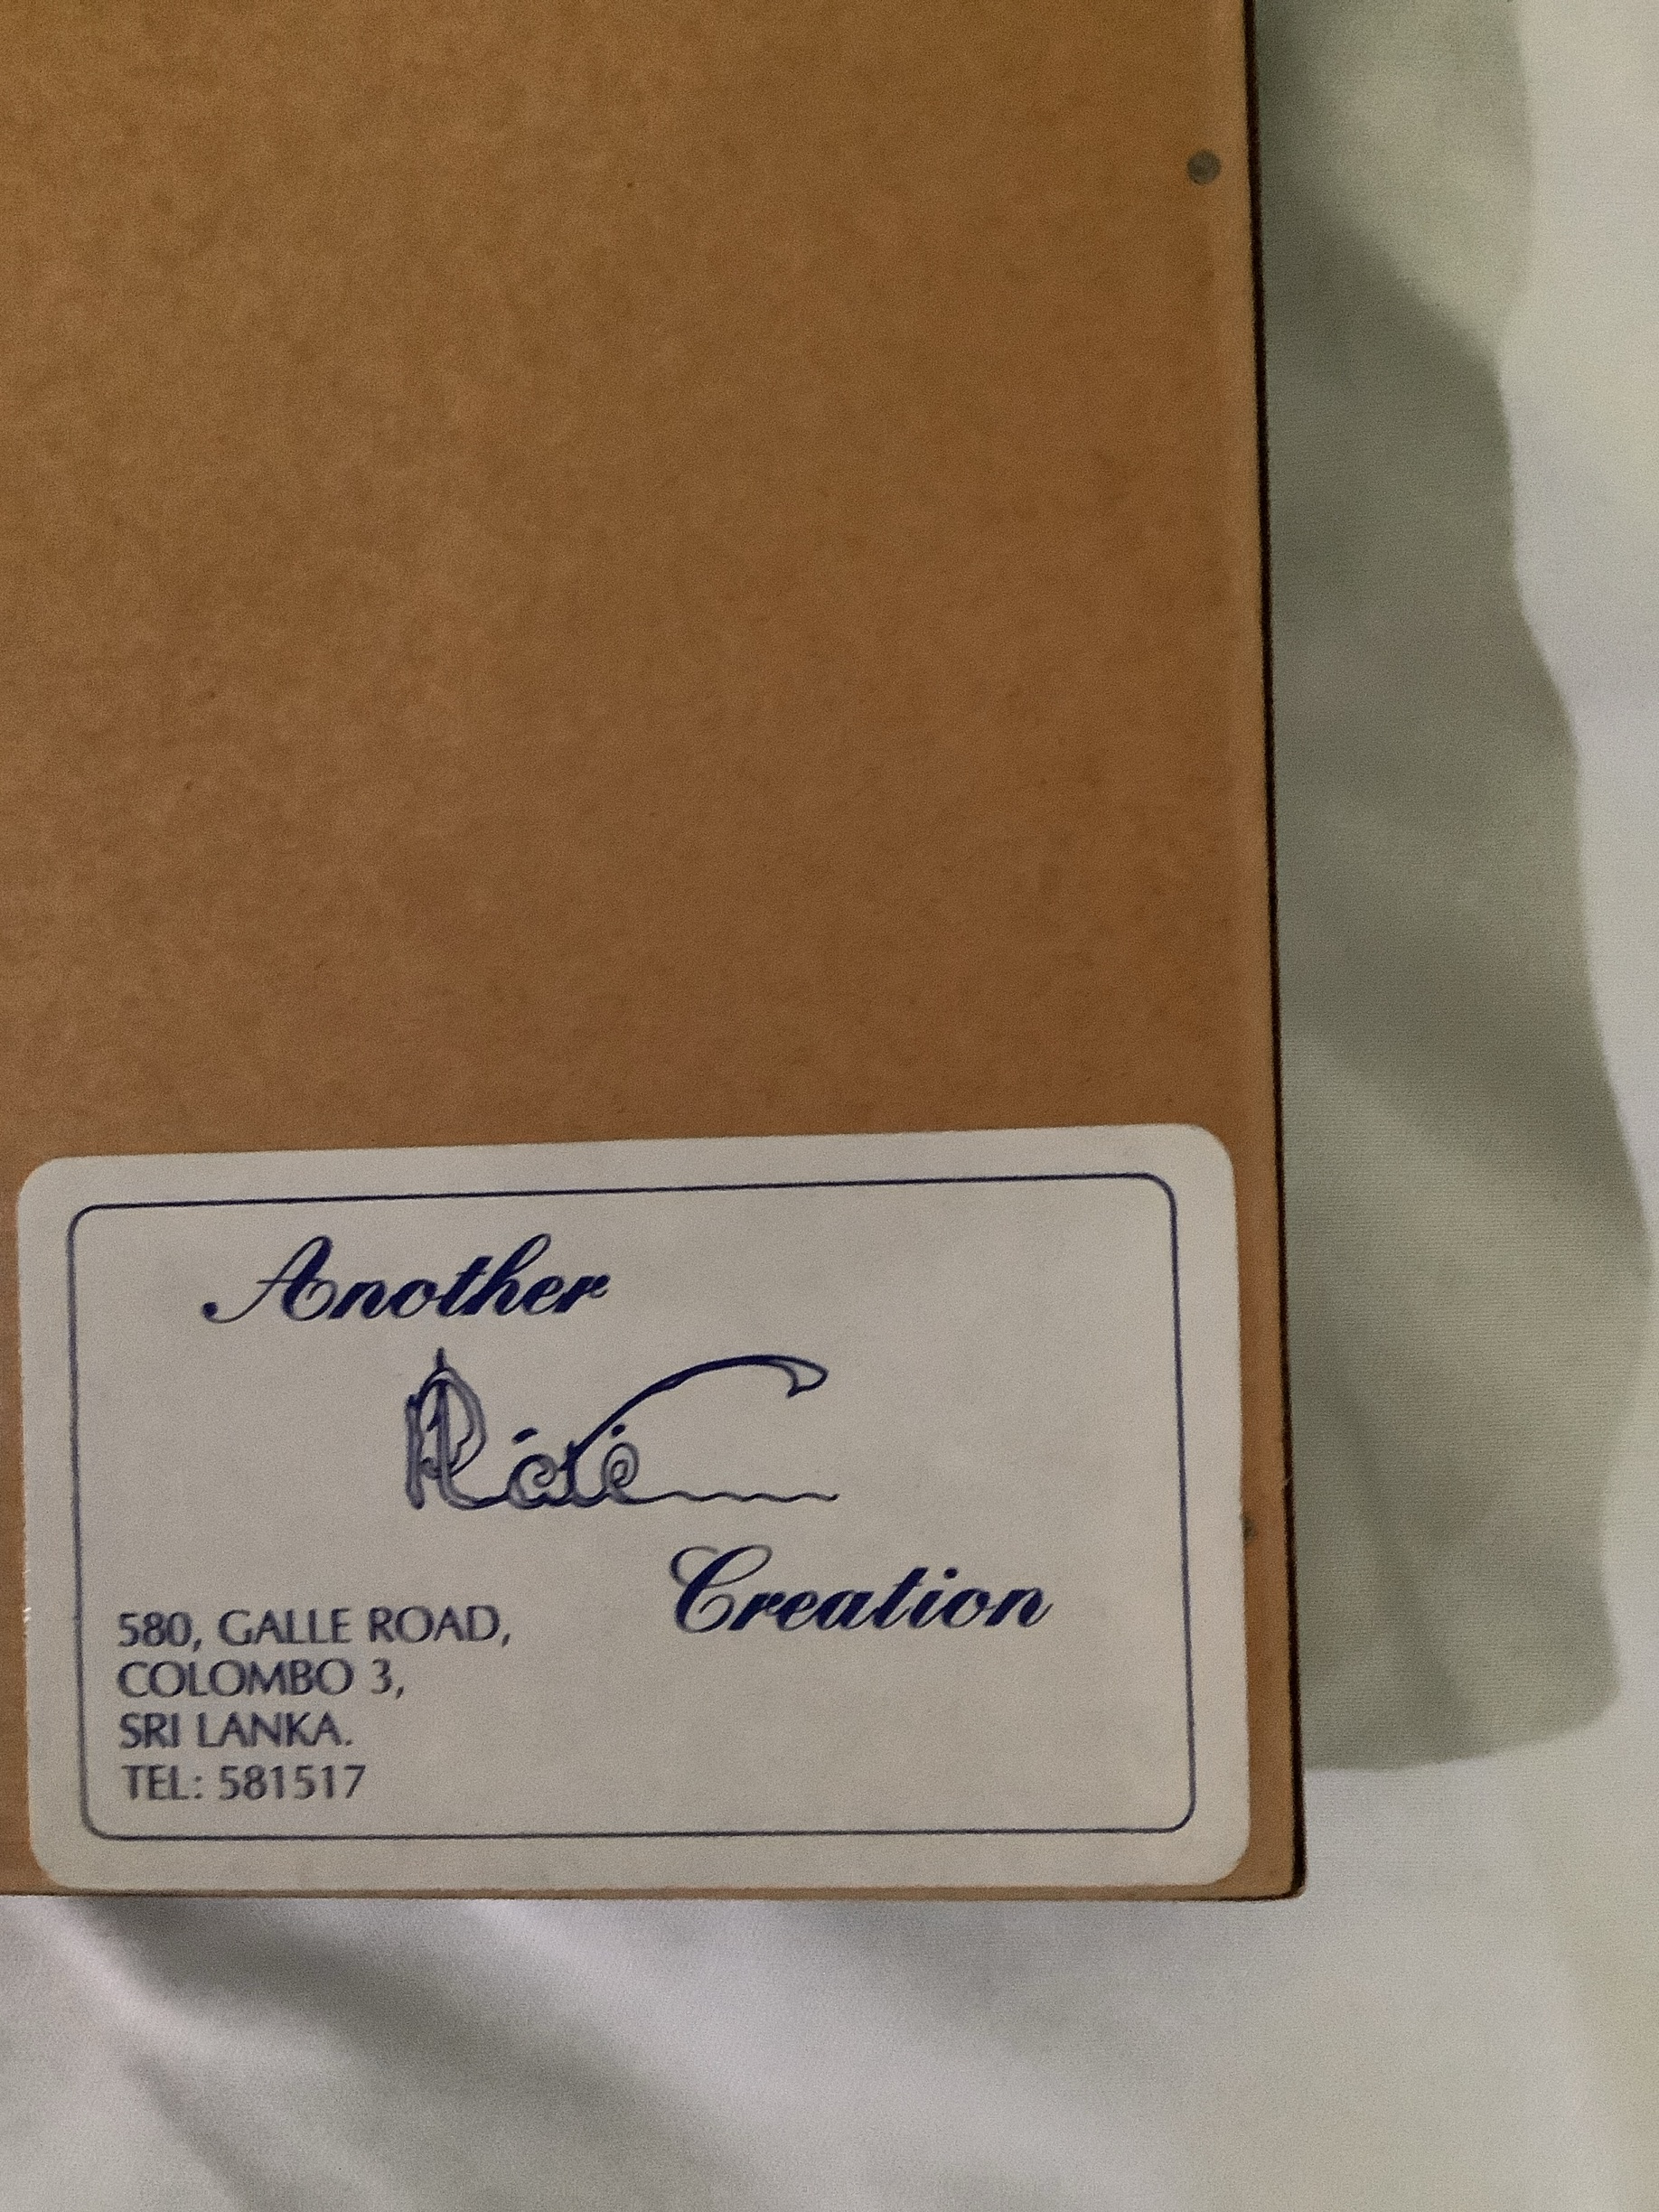 Another
Creation
580, GALLE ROAD,
COLOMBO 3,
SRI LANKA.
TEL: 581517